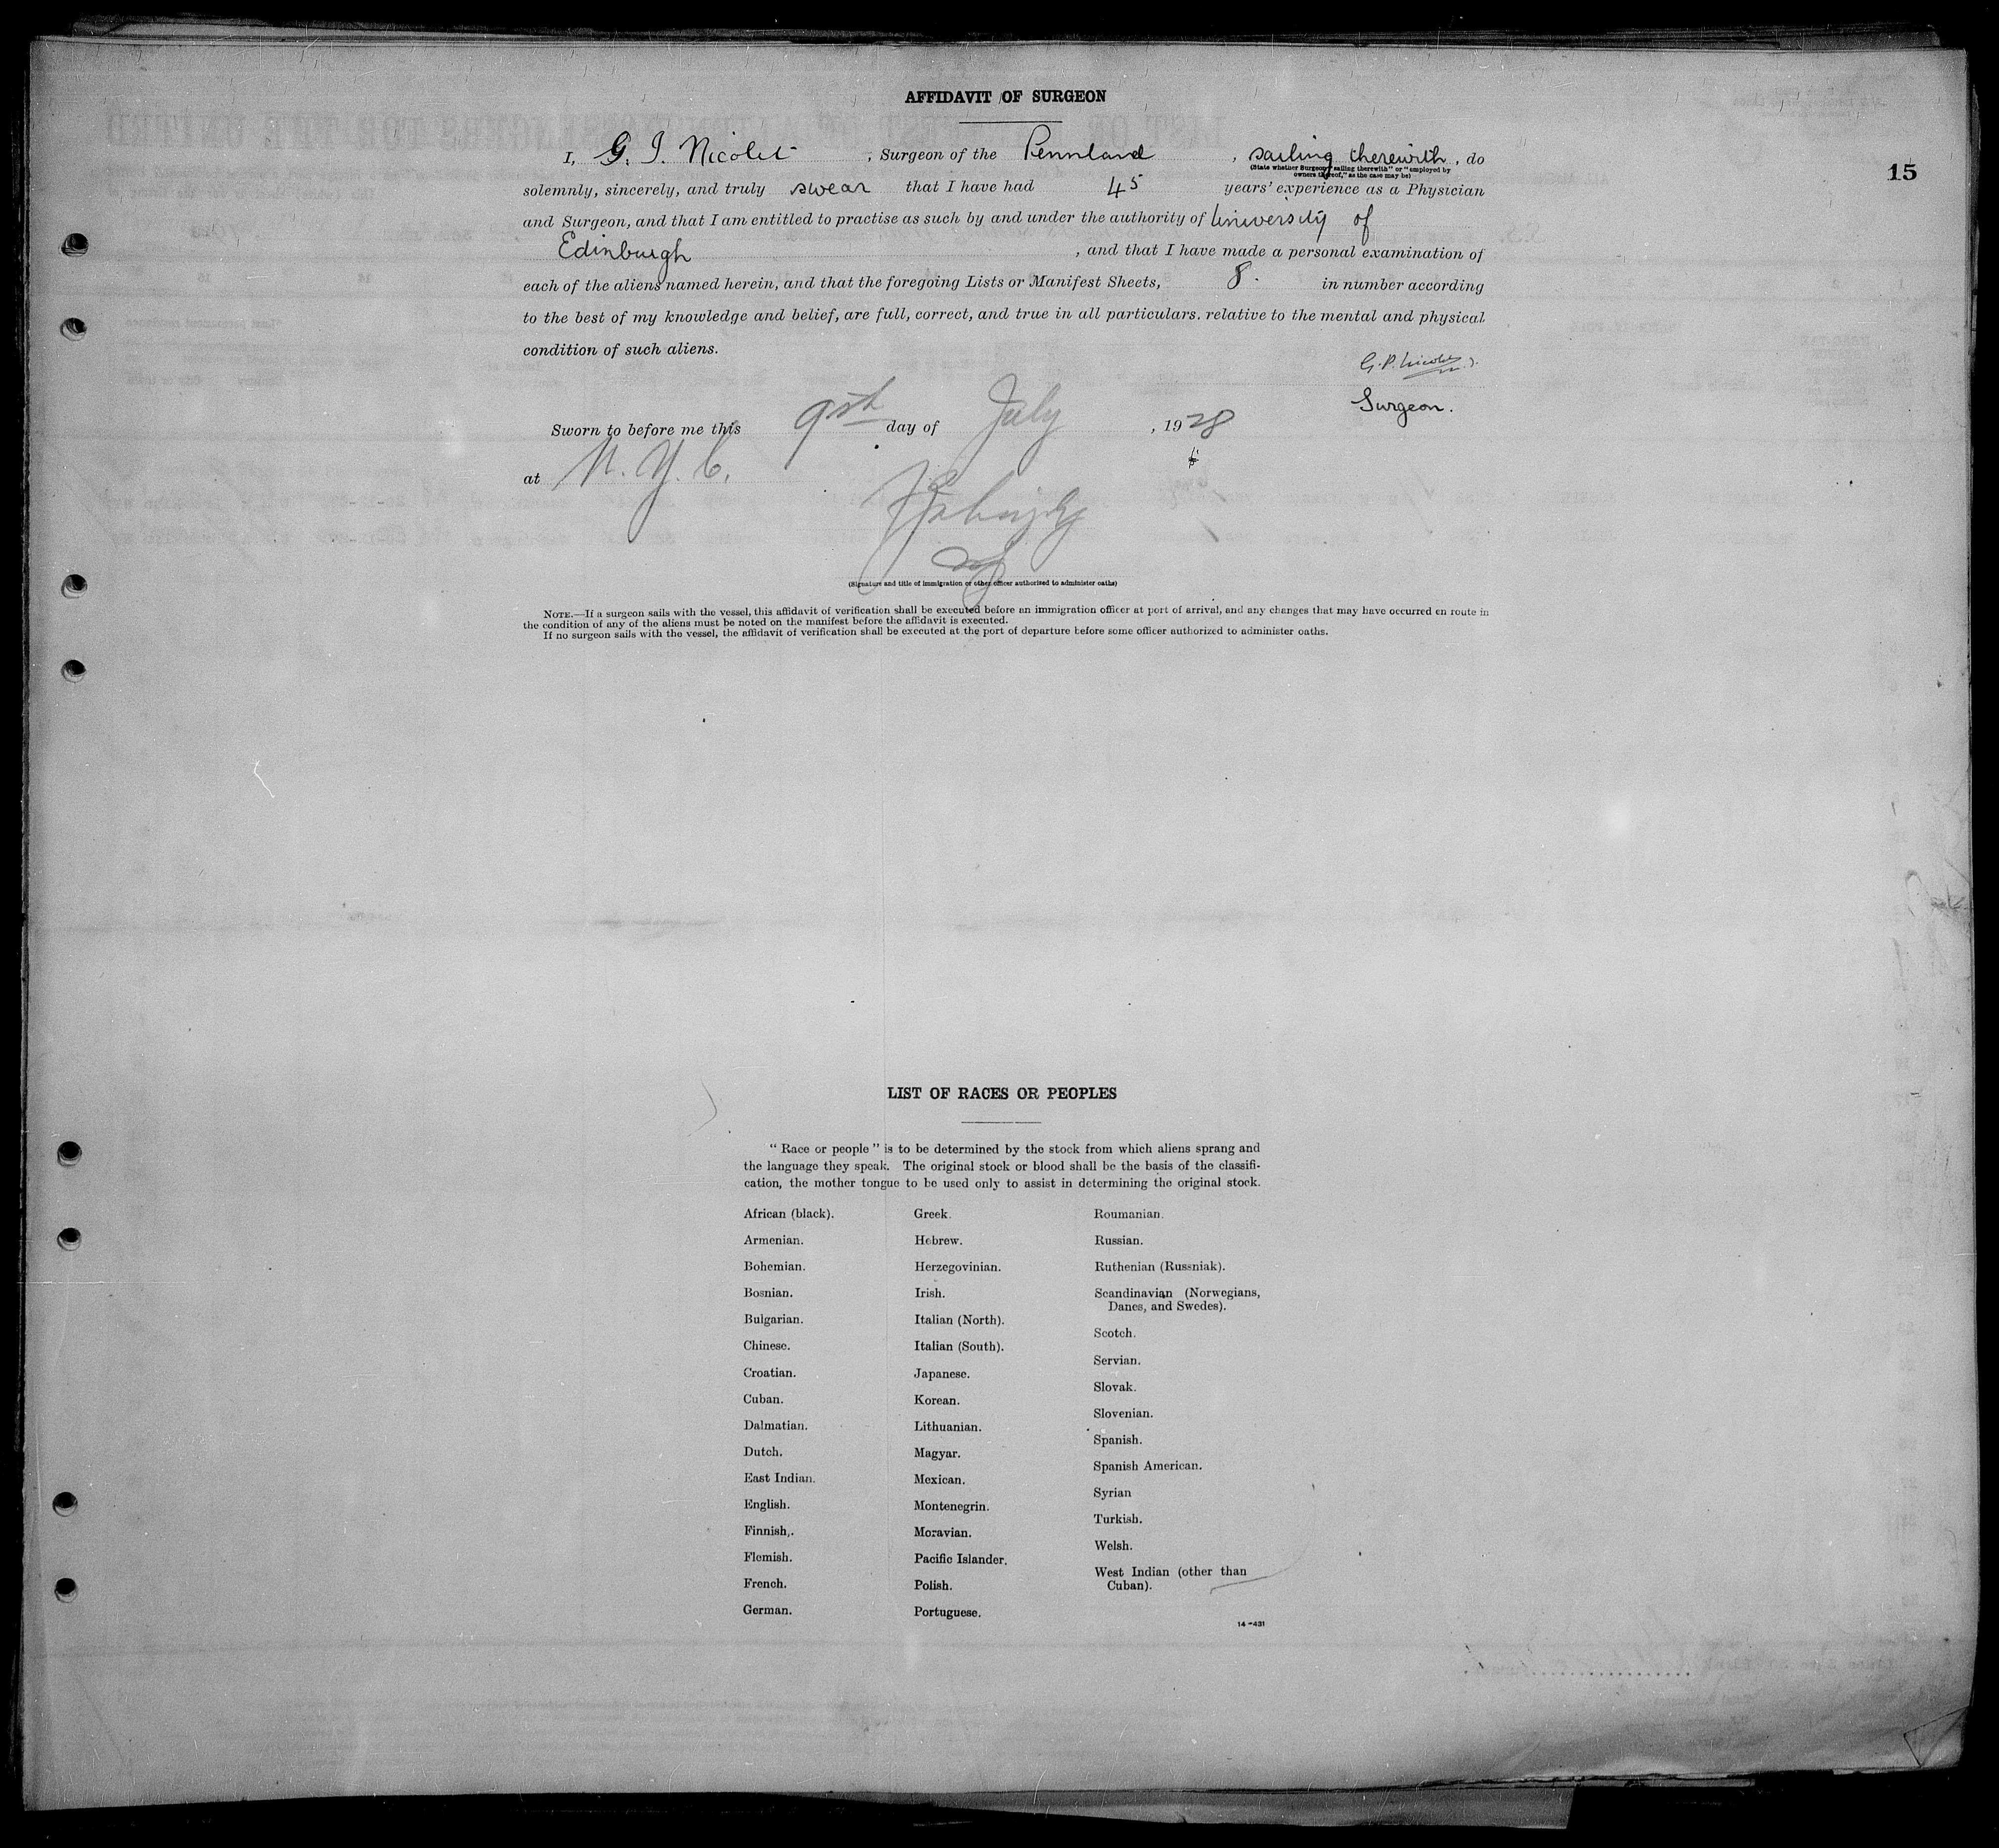 AFFIDAVIT OF SURGEON
15
I, G. I. Nicolet, Surgeon of the Pennland, sailing therewith, do
(State whether Surgeon "sailing therewith" or "employed by
owners thereof," as the case may be)
solemnly, sincerely, and truly swear that I have had 45 years' experience as a Physician
and Surgeon, and that I am entitled to practise as such by and under the authority of University of
Edinburgh, and that I have made a personal examination of
each of the aliens named herein, and that the foregoing Lists or Manifest Sheets, 8. in number according
to the best of my knowledge and belief, are full, correct, and true in all particulars. relative to the mental and physical
condition of such aliens.
G. P. Nicolet
Surgeon.
Sworn to before me this 9th day of July, 1928
at N. Y. C.
(Signature and title of immigration or other officer authorized to administer oaths)
NOTE.—If a surgeon sails with the vessel, this affidavit of verification shall be executed before an immigration officer at port of arrival, and any changes that may have occurred en route in
the condition of any of the aliens must be noted on the manifest before the affidavit is executed.
If no surgeon sails with the vessel, the affidavit of verification shall be executed at the port of departure before some officer authorized to administer oaths.
LIST OF RACES OR PEOPLES
"Race or people" is to be determined by the stock from which aliens sprang and
the language they speak. The original stock or blood shall be the basis of the classifi-
cation, the mother tongue to be used only to assist in determining the original stock.
African (black).
Armenian.
Bohemian.
Bosnian.
Bulgarian.
Chinese.
Croatian.
Cuban.
Dalmatian.
Dutch.
East Indian.
English.
Finnish.
Flemish.
French.
German.
Greek.
Hebrew.
Herzegovinian.
Irish.
Italian (North).
Italian (South).
Japanese.
Korean.
Lithuanian.
Magyar.
Mexican.
Montenegrin.
Moravian.
Pacific Islander.
Polish.
Portuguese.
Roumanian.
Russian.
Ruthenian (Russniak).
Scandinavian (Norwegians,
Danes, and Swedes).
Scotch.
Servian.
Slovak.
Slovenian.
Spanish.
Spanish American.
Syrian
Turkish.
Welsh.
West Indian (other than
Cuban).
14-431